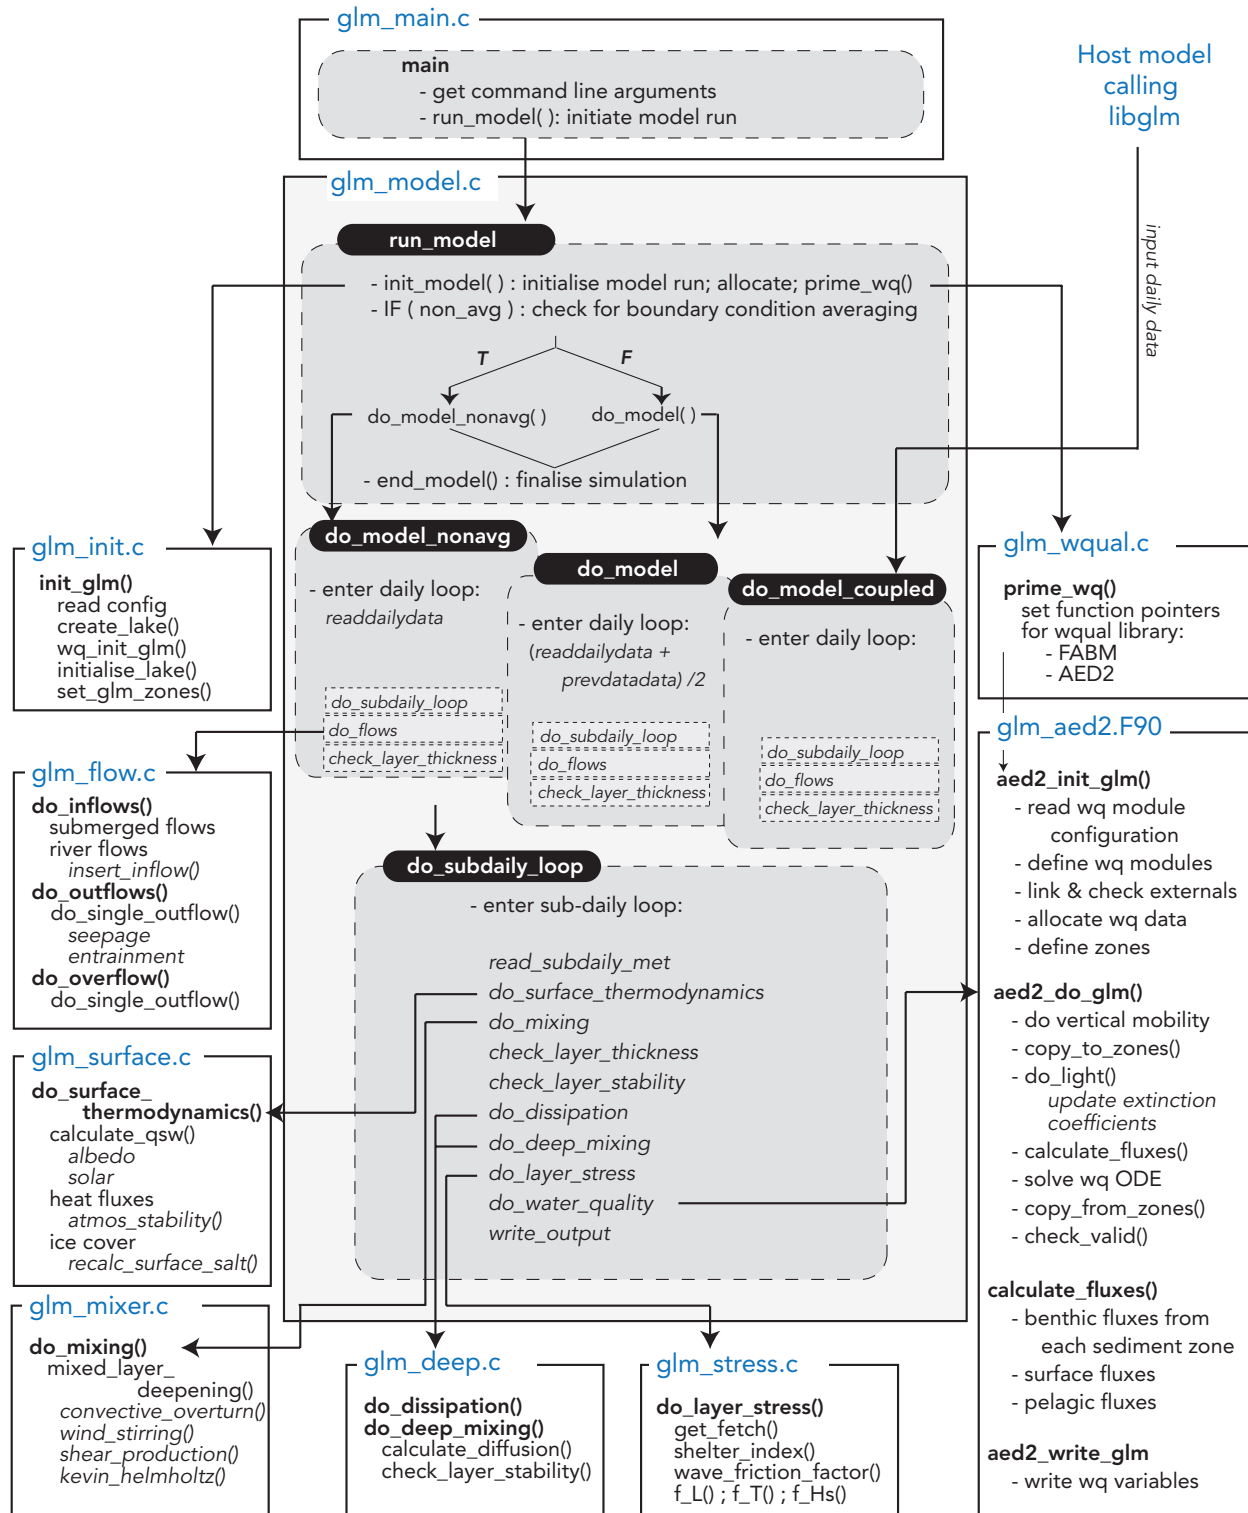 glm_main.c
main
- get command line arguments
- run_model( ): initiate model run
Host model
calling
libglm
input daily data
glm_model.c
run_model
- init_model( ) : initialise model run; allocate; prime_wq()
- IF ( non_avg ) : check for boundary condition averaging
T
F
do_model_nonavg( )
do_model( )
- end_model() : finalise simulation
do_model_nonavg
- enter daily loop:
readdailydata
do_subdaily_loop
do_flows
check_layer_thickness
do_model
- enter daily loop:
(readdailydata +
prevdatadata) /2
do_subdaily_loop
do_flows
check_layer_thickness
do_model_coupled
- enter daily loop:
do_subdaily_loop
do_flows
check_layer_thickness
do_subdaily_loop
- enter sub-daily loop:
read_subdaily_met
do_surface_thermodynamics
do_mixing
check_layer_thickness
check_layer_stability
do_dissipation
do_deep_mixing
do_layer_stress
do_water_quality
write_output
glm_init.c
init_glm()
read config
create_lake()
wq_init_glm()
initialise_lake()
set_glm_zones()
glm_flow.c
do_inflows()
submerged flows
river flows
insert_inflow()
do_outflows()
do_single_outflow()
seepage
entrainment
do_overflow()
do_single_outflow()
glm_surface.c
do_surface_
thermodynamics()
calculate_qsw()
albedo
solar
heat fluxes
atmos_stability()
ice cover
recalc_surface_salt()
glm_mixer.c
do_mixing()
mixed_layer_
deepening()
convective_overturn()
wind_stirring()
shear_production()
kevin_helmholtz()
glm_deep.c
do_dissipation()
do_deep_mixing()
calculate_diffusion()
check_layer_stability()
glm_stress.c
do_layer_stress()
get_fetch()
shelter_index()
wave_friction_factor()
f_L() ; f_T() ; f_Hs()
glm_wqual.c
prime_wq()
set function pointers
for wqual library:
- FABM
- AED2
glm_aed2.F90
aed2_init_glm()
- read wq module
configuration
- define wq modules
- link & check externals
- allocate wq data
- define zones
aed2_do_glm()
- do vertical mobility
- copy_to_zones()
- do_light()
update extinction
coefficients
- calculate_fluxes()
- solve wq ODE
- copy_from_zones()
- check_valid()
calculate_fluxes()
- benthic fluxes from
each sediment zone
- surface fluxes
- pelagic fluxes
aed2_write_glm
- write wq variables